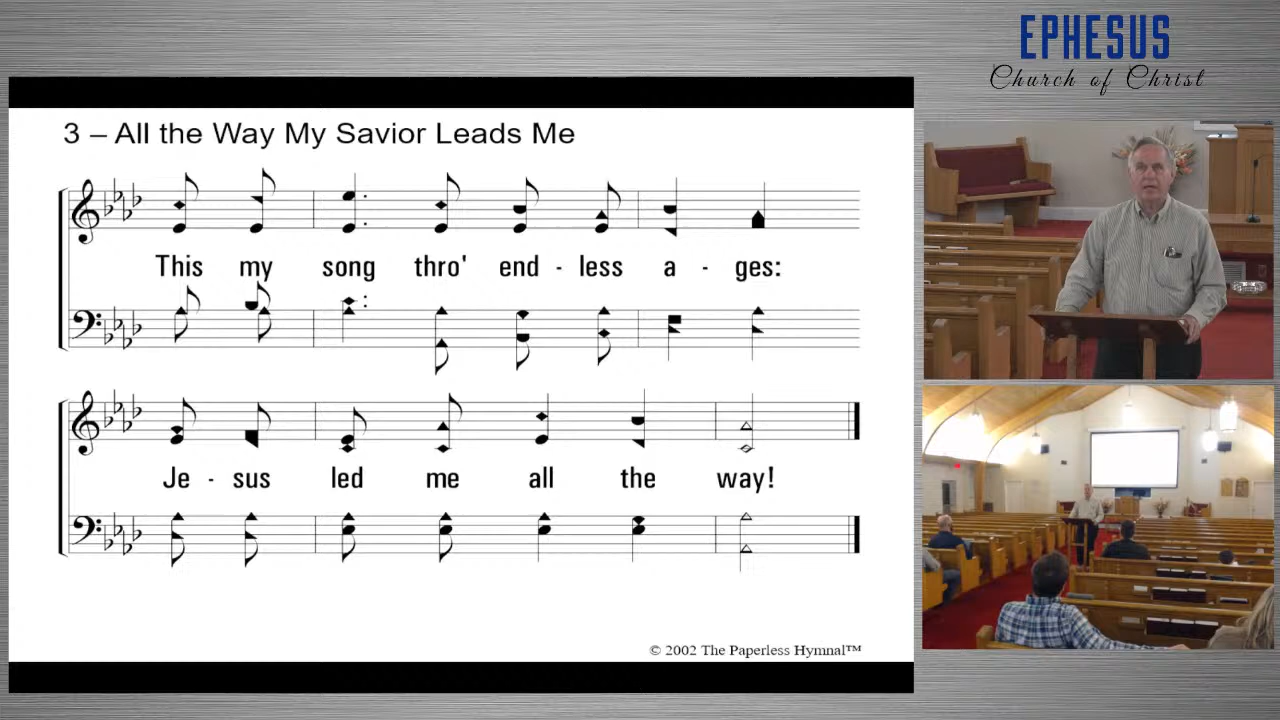 EPHESUS
Church of Christ
3 – All the Way My Savior Leads Me
This my song thro' end - less a - ges:
Je - sus led me all the way!
© 2002 The Paperless Hymnal™